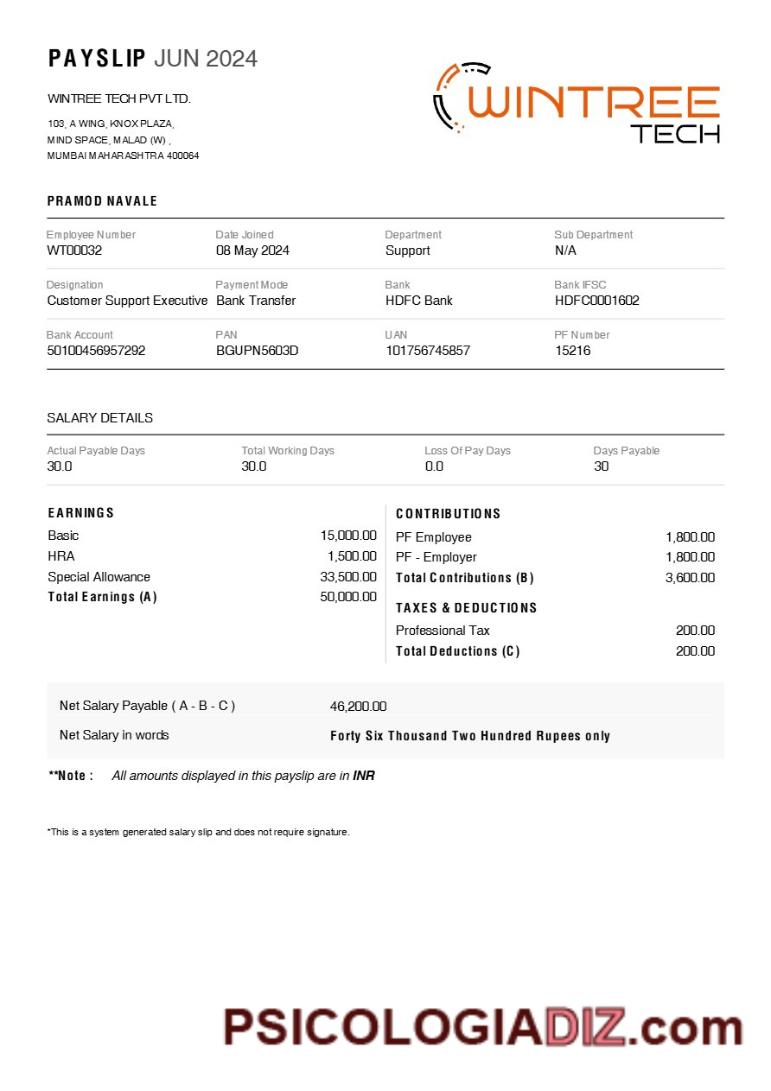 PAYSLIP JUN 2024
WINTREE TECH PVT LTD.
103, A WING, KNOX PLAZA,
MIND SPACE, MALAD (W) ,
MUMBAI MAHARASHTRA 400064
WINTREE
TECH
PRAMOD NAVALE
Employee Number Date Joined Department Sub Department
WT00032 08 May 2024 Support N/A
Designation Payment Mode Bank Bank IFSC
Customer Support Executive Bank Transfer HDFC Bank HDFC0001602
Bank Account PAN UAN PF Number
50100456957292 BGUPN5603D 101756745857 15216
SALARY DETAILS
Actual Payable Days Total Working Days Loss Of Pay Days Days Payable
30.0 30.0 0.0 30
EARNINGS
Basic 15,000.00
HRA 1,500.00
Special Allowance 33,500.00
Total Earnings (A) 50,000.00
CONTRIBUTIONS
PF Employee 1,800.00
PF - Employer 1,800.00
Total Contributions (B) 3,600.00
TAXES & DEDUCTIONS
Professional Tax 200.00
Total Deductions (C) 200.00
Net Salary Payable ( A - B - C ) 46,200.00
Net Salary in words Forty Six Thousand Two Hundred Rupees only
**Note : All amounts displayed in this payslip are in INR
*This is a system generated salary slip and does not require signature.
PSICOLOGIADIZ.com